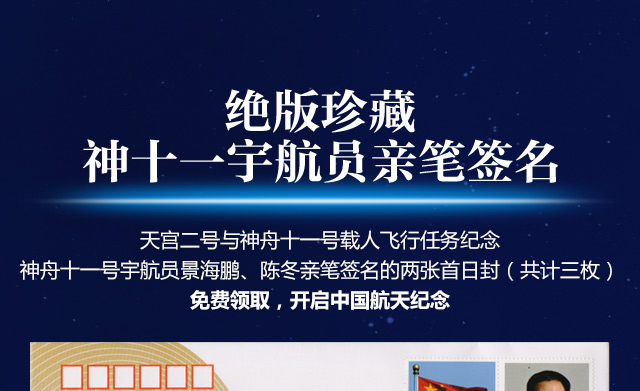 绝版珍藏
神十一宇航员亲笔签名
天宫二号与神舟十一号载人飞行任务纪念
神舟十一号宇航员景海鹏、陈冬亲笔签名的两张首日封（共计三枚）
免费领取，开启中国航天纪念